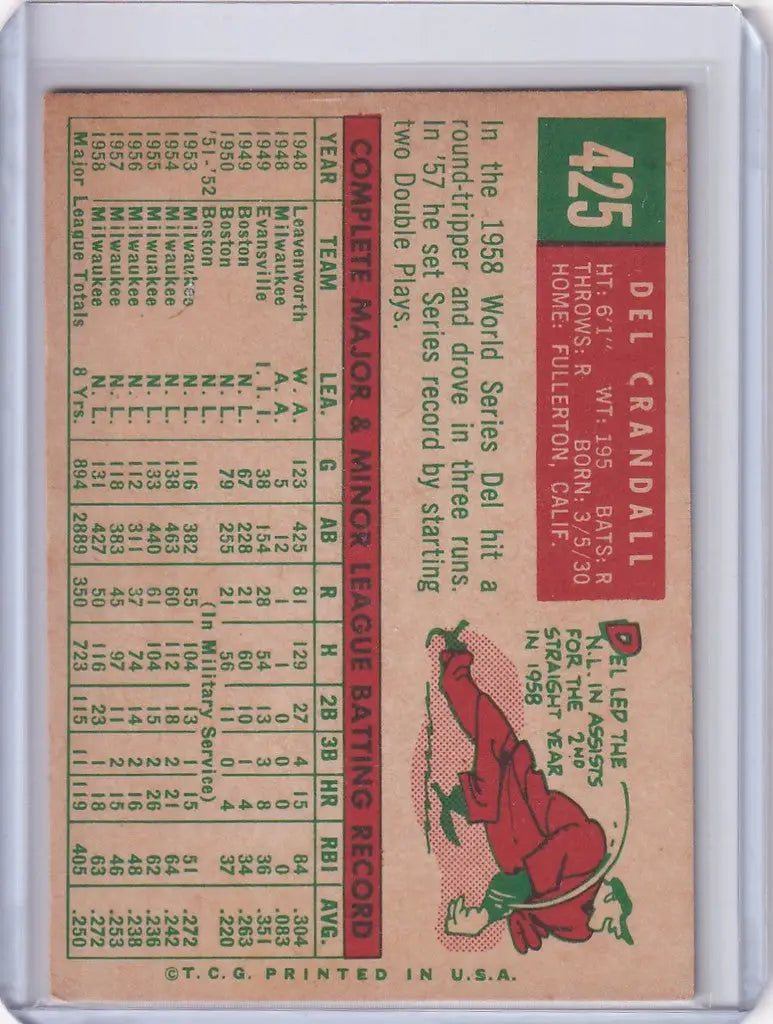 425
DEL CRANDALL
HT: 6'1" WT: 195 BATS: R
THROWS: R BORN: 3/5/30
HOME: FULLERTON, CALIF.
In the 1958 World Series Del hit a
round-tripper and drove in three runs.
In '57 he set Series record by starting
two Double Plays.
DEL LED THE
N.L. IN ASSISTS
FOR THE 2ND
STRAIGHT YEAR
IN 1958
COMPLETE MAJOR & MINOR LEAGUE BATTING RECORD
YEAR TEAM LEA. G AB R H 2B 3B HR RBI AVG.
1948 Leavenworth W. A. 123 425 81 129 27 4 15 84 .304
1948 Milwaukee A. A. 5 12 1 1 0 0 0 0 .083
1949 Evansville I. I. I. 38 154 28 54 13 3 8 36 .351
1949 Boston N. L. 67 228 21 60 10 1 4 34 .263
1950 Boston N. L. 79 255 21 56 11 0 4 37 .220
'51-'52 Boston N. L. (In Military Service)
1953 Milwaukee N. L. 116 382 55 104 13 1 15 51 .272
1954 Milwaukee N. L. 138 463 60 112 18 2 21 64 .242
1955 Milwaukee N. L. 133 440 61 104 15 2 26 62 .236
1956 Milwaukee N. L. 112 311 37 74 14 2 16 48 .238
1957 Milwaukee N. L. 118 383 45 97 11 2 15 46 .253
1958 Milwaukee N. L. 131 427 50 116 23 1 18 63 .272
Major League Totals 8 Yrs. 894 2889 350 723 115 11 119 405 .250
©T.C.G. PRINTED IN U.S.A.